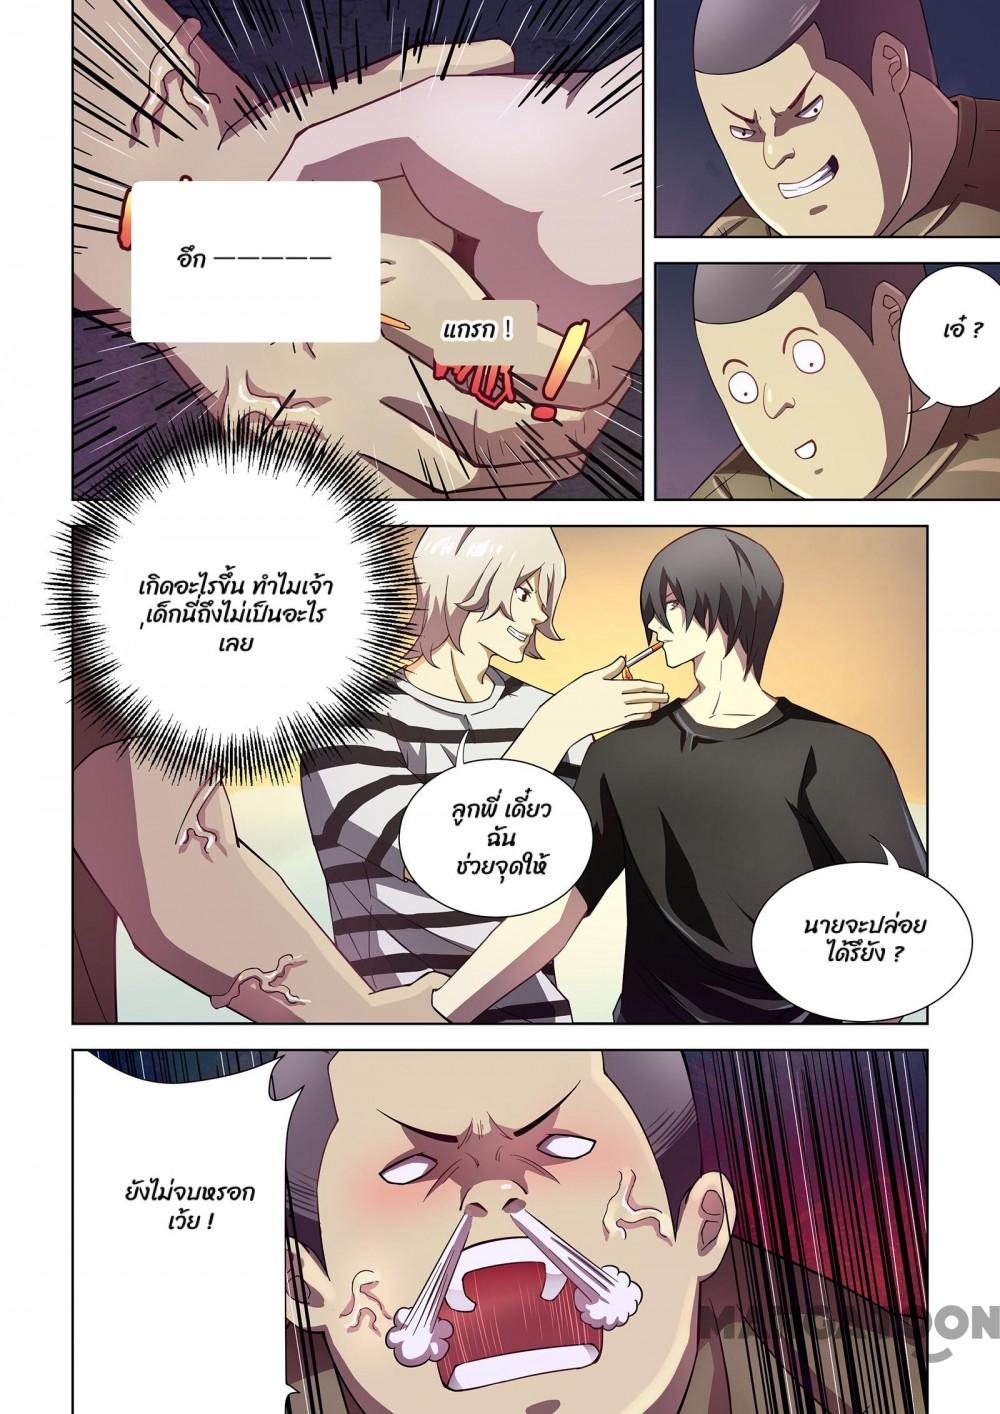 อึก —————
แกรก !
เอ๋ ?
เกิดอะไรขึ้น ทำไมเจ้า
เด็กนี่ถึงไม่เป็นอะไร
เลย
ลูกพี่ เดี๋ยว
ฉัน
ช่วยจุดให้
นายจะปล่อย
ได้รึยัง ?
ยังไม่จบหรอก
เว้ย !
MANGATOON